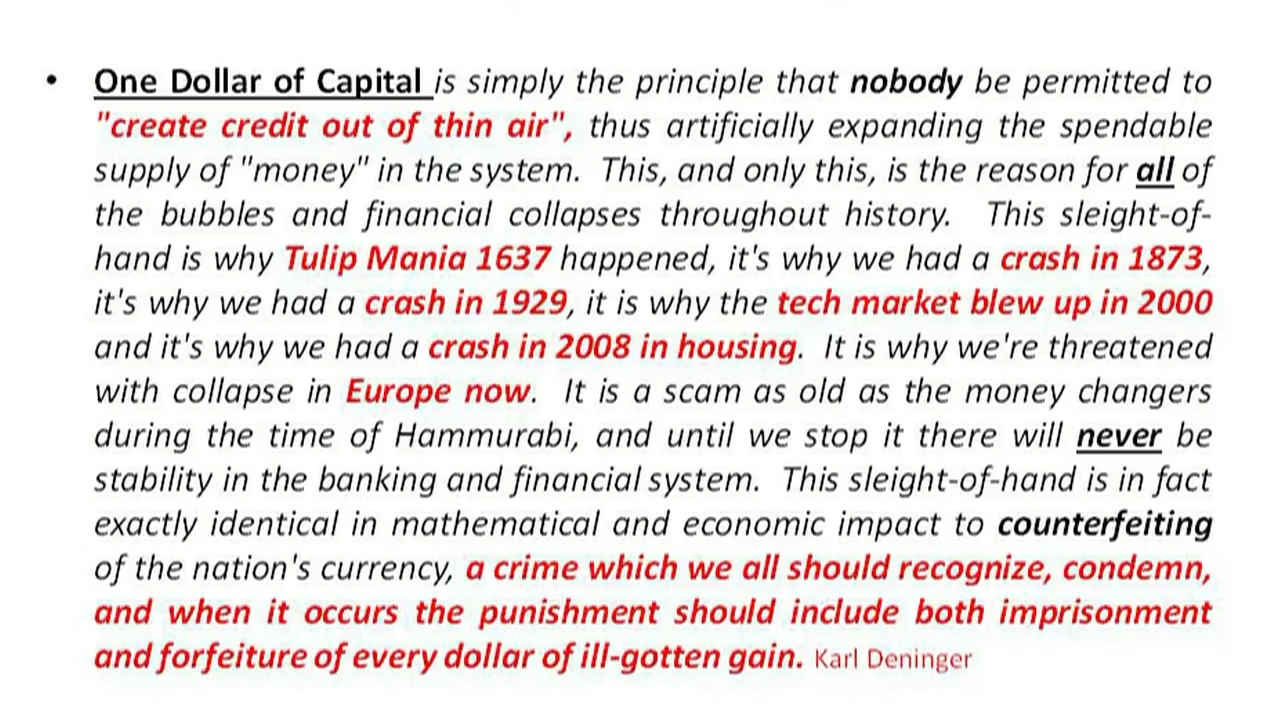 • One Dollar of Capital is simply the principle that nobody be permitted to
"create credit out of thin air", thus artificially expanding the spendable
supply of "money" in the system. This, and only this, is the reason for all of
the bubbles and financial collapses throughout history. This sleight-of-
hand is why Tulip Mania 1637 happened, it's why we had a crash in 1873,
it's why we had a crash in 1929, it is why the tech market blew up in 2000
and it's why we had a crash in 2008 in housing. It is why we're threatened
with collapse in Europe now. It is a scam as old as the money changers
during the time of Hammurabi, and until we stop it there will never be
stability in the banking and financial system. This sleight-of-hand is in fact
exactly identical in mathematical and economic impact to counterfeiting
of the nation's currency, a crime which we all should recognize, condemn,
and when it occurs the punishment should include both imprisonment
and forfeiture of every dollar of ill-gotten gain. Karl Deninger